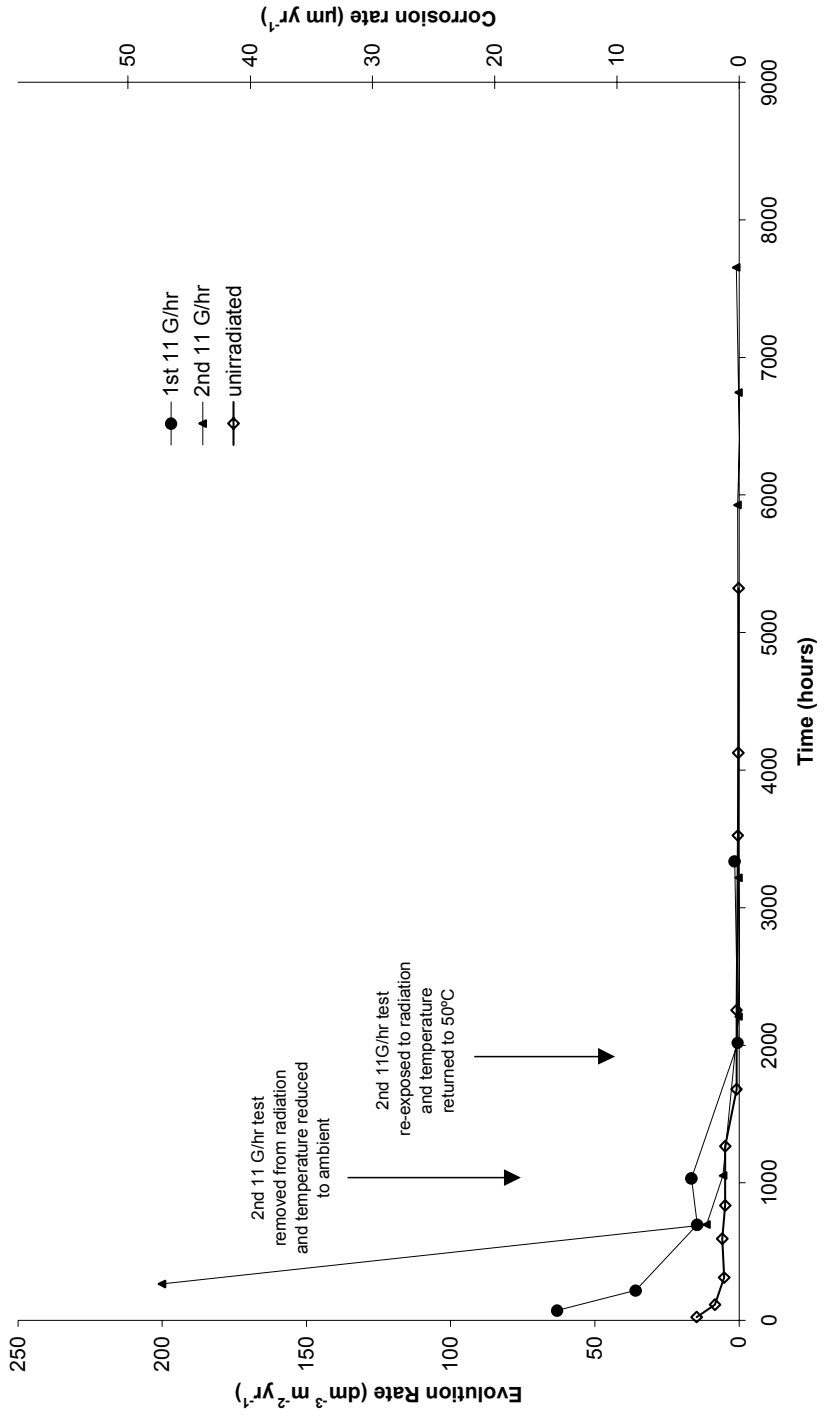 Evolution Rate (dm⁻³ m⁻² yr⁻¹)
250
200
150
100
50
0
Corrosion rate (µm yr⁻¹)
50
40
30
20
10
0
1st 11 G/hr
2nd 11 G/hr
unirradiated
2nd 11 G/hr test
removed from radiation
and temperature reduced
to ambient
2nd 11G/hr test
re-exposed to radiation
and temperature
returned to 50ºC
0
1000
2000
3000
4000
5000
6000
7000
8000
9000
Time (hours)